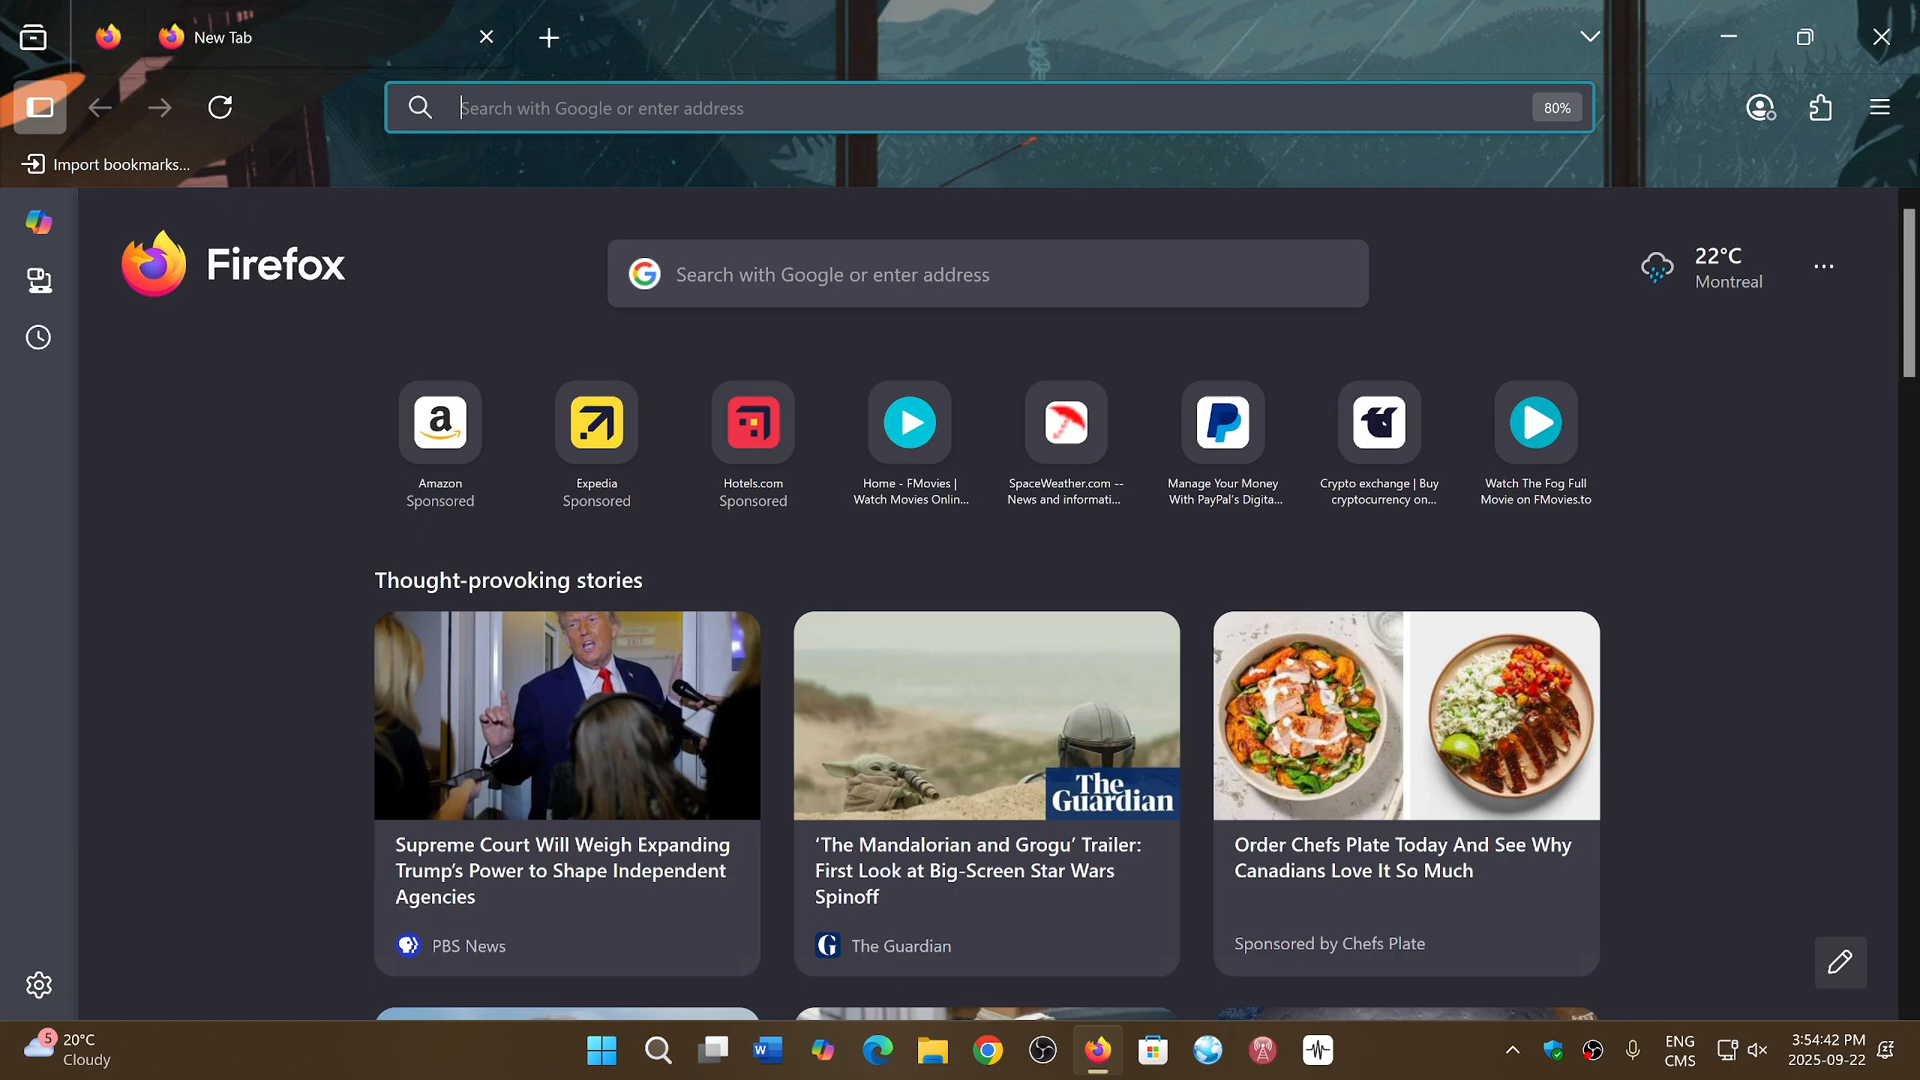 New Tab
Search with Google or enter address
80%
Import bookmarks...
Firefox
Search with Google or enter address
22°C
Montreal
Amazon
Sponsored
Expedia
Sponsored
Hotels.com
Sponsored
Home - FMovies |
Watch Movies Onlin...
SpaceWeather.com --
News and informati...
Manage Your Money
With PayPal's Digita...
Crypto exchange | Buy
cryptocurrency on...
Watch The Fog Full
Movie on FMovies.to
Thought-provoking stories
The
Guardian
Supreme Court Will Weigh Expanding
Trump's Power to Shape Independent
Agencies
PBS News
'The Mandalorian and Grogu' Trailer:
First Look at Big-Screen Star Wars
Spinoff
The Guardian
Order Chefs Plate Today And See Why
Canadians Love It So Much
Sponsored by Chefs Plate
5
20°C
Cloudy
ENG
CMS
3:54:42 PM
2025-09-22